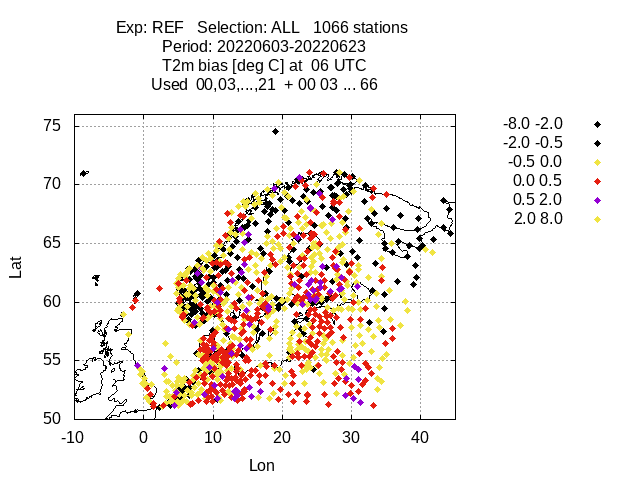 Exp: REF   Selection: ALL   1066 stations
Period: 20220603-20220623
T2m bias [deg C] at  06 UTC
Used  00,03,...,21  + 00 03 ... 66
-8.0 -2.0
-2.0 -0.5
-0.5 0.0
0.0 0.5
0.5 2.0
2.0 8.0
75
70
65
60
55
50
Lat
-10 0 10 20 30 40
Lon